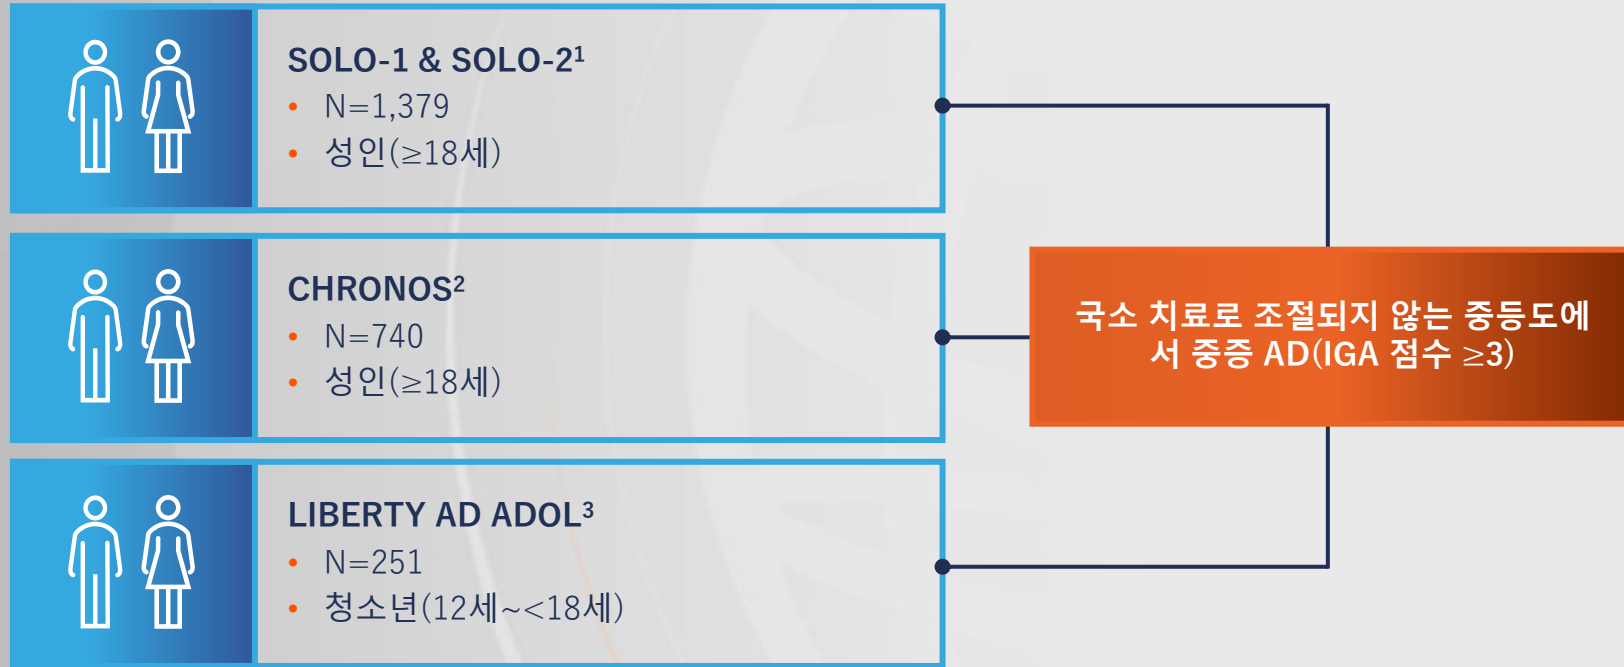 SOLO-1 & SOLO-2¹
• N=1,379
• 성인(≥18세)
CHRONOS²
• N=740
• 성인(≥18세)
LIBERTY AD ADOL³
• N=251
• 청소년(12세~<18세)
국소 치료로 조절되지 않는 중등도에
서 중증 AD(IGA 점수 ≥3)